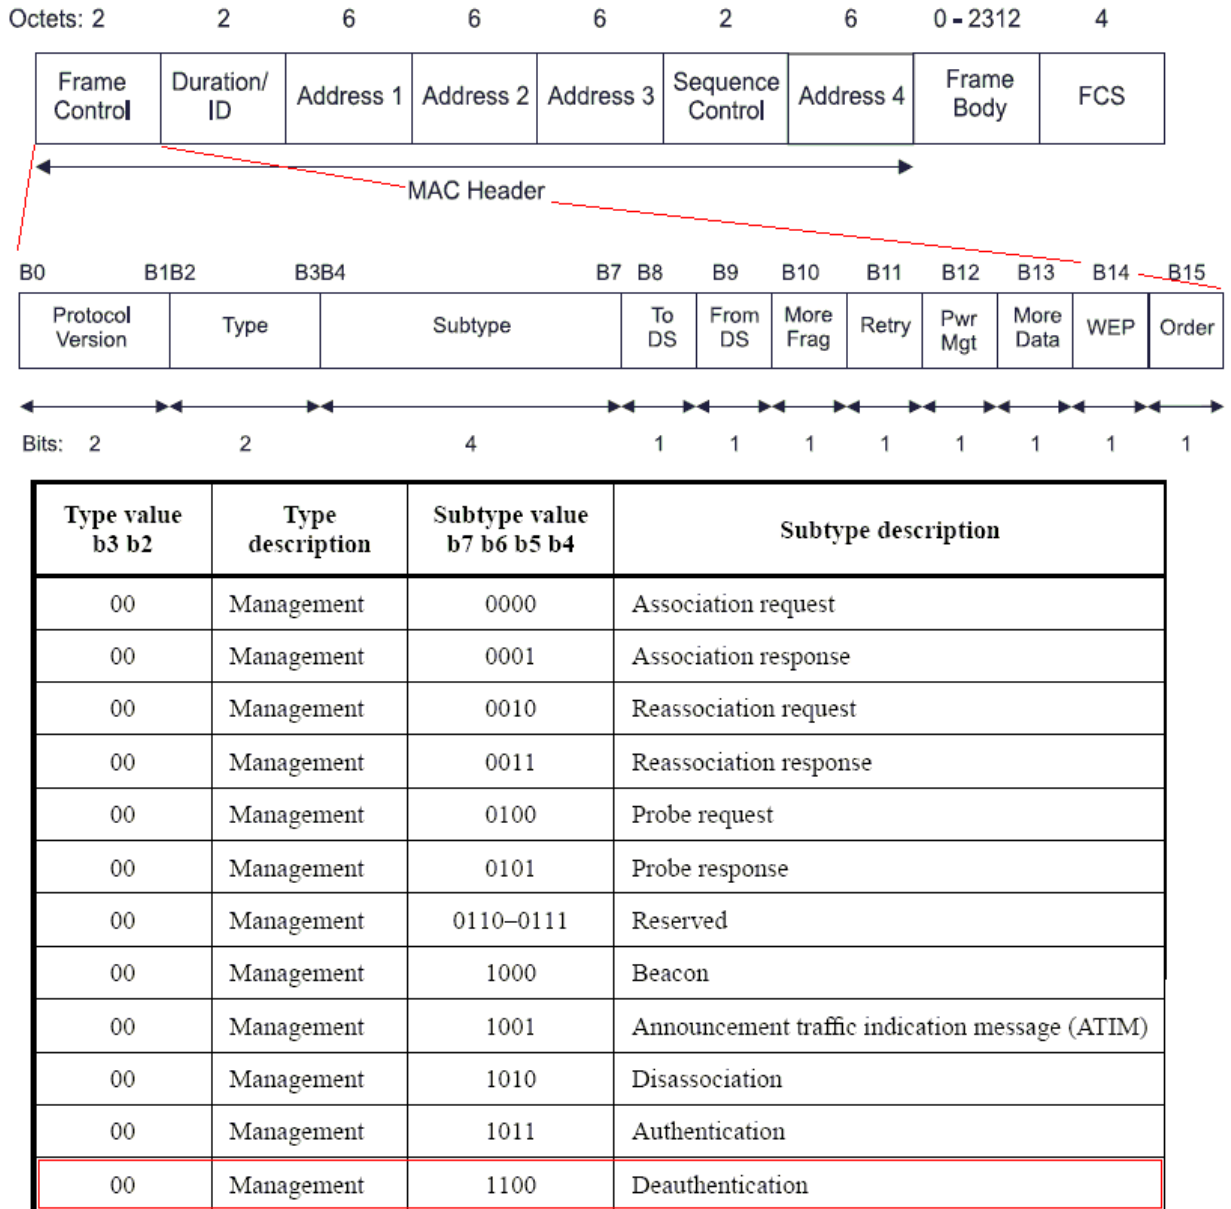 Octets: 2 2 6 6 6 2 6 0 - 2312 4
Frame Control Duration/ ID Address 1 Address 2 Address 3 Sequence Control Address 4 Frame Body FCS
MAC Header
B0 B1B2 B3B4 B7 B8 B9 B10 B11 B12 B13 B14 B15
Protocol Version Type Subtype To DS From DS More Frag Retry Pwr Mgt More Data WEP Order
Bits: 2 2 4 1 1 1 1 1 1 1 1
Type value b3 b2 Type description Subtype value b7 b6 b5 b4 Subtype description
00 Management 0000 Association request
00 Management 0001 Association response
00 Management 0010 Reassociation request
00 Management 0011 Reassociation response
00 Management 0100 Probe request
00 Management 0101 Probe response
00 Management 0110–0111 Reserved
00 Management 1000 Beacon
00 Management 1001 Announcement traffic indication message (ATIM)
00 Management 1010 Disassociation
00 Management 1011 Authentication
00 Management 1100 Deauthentication